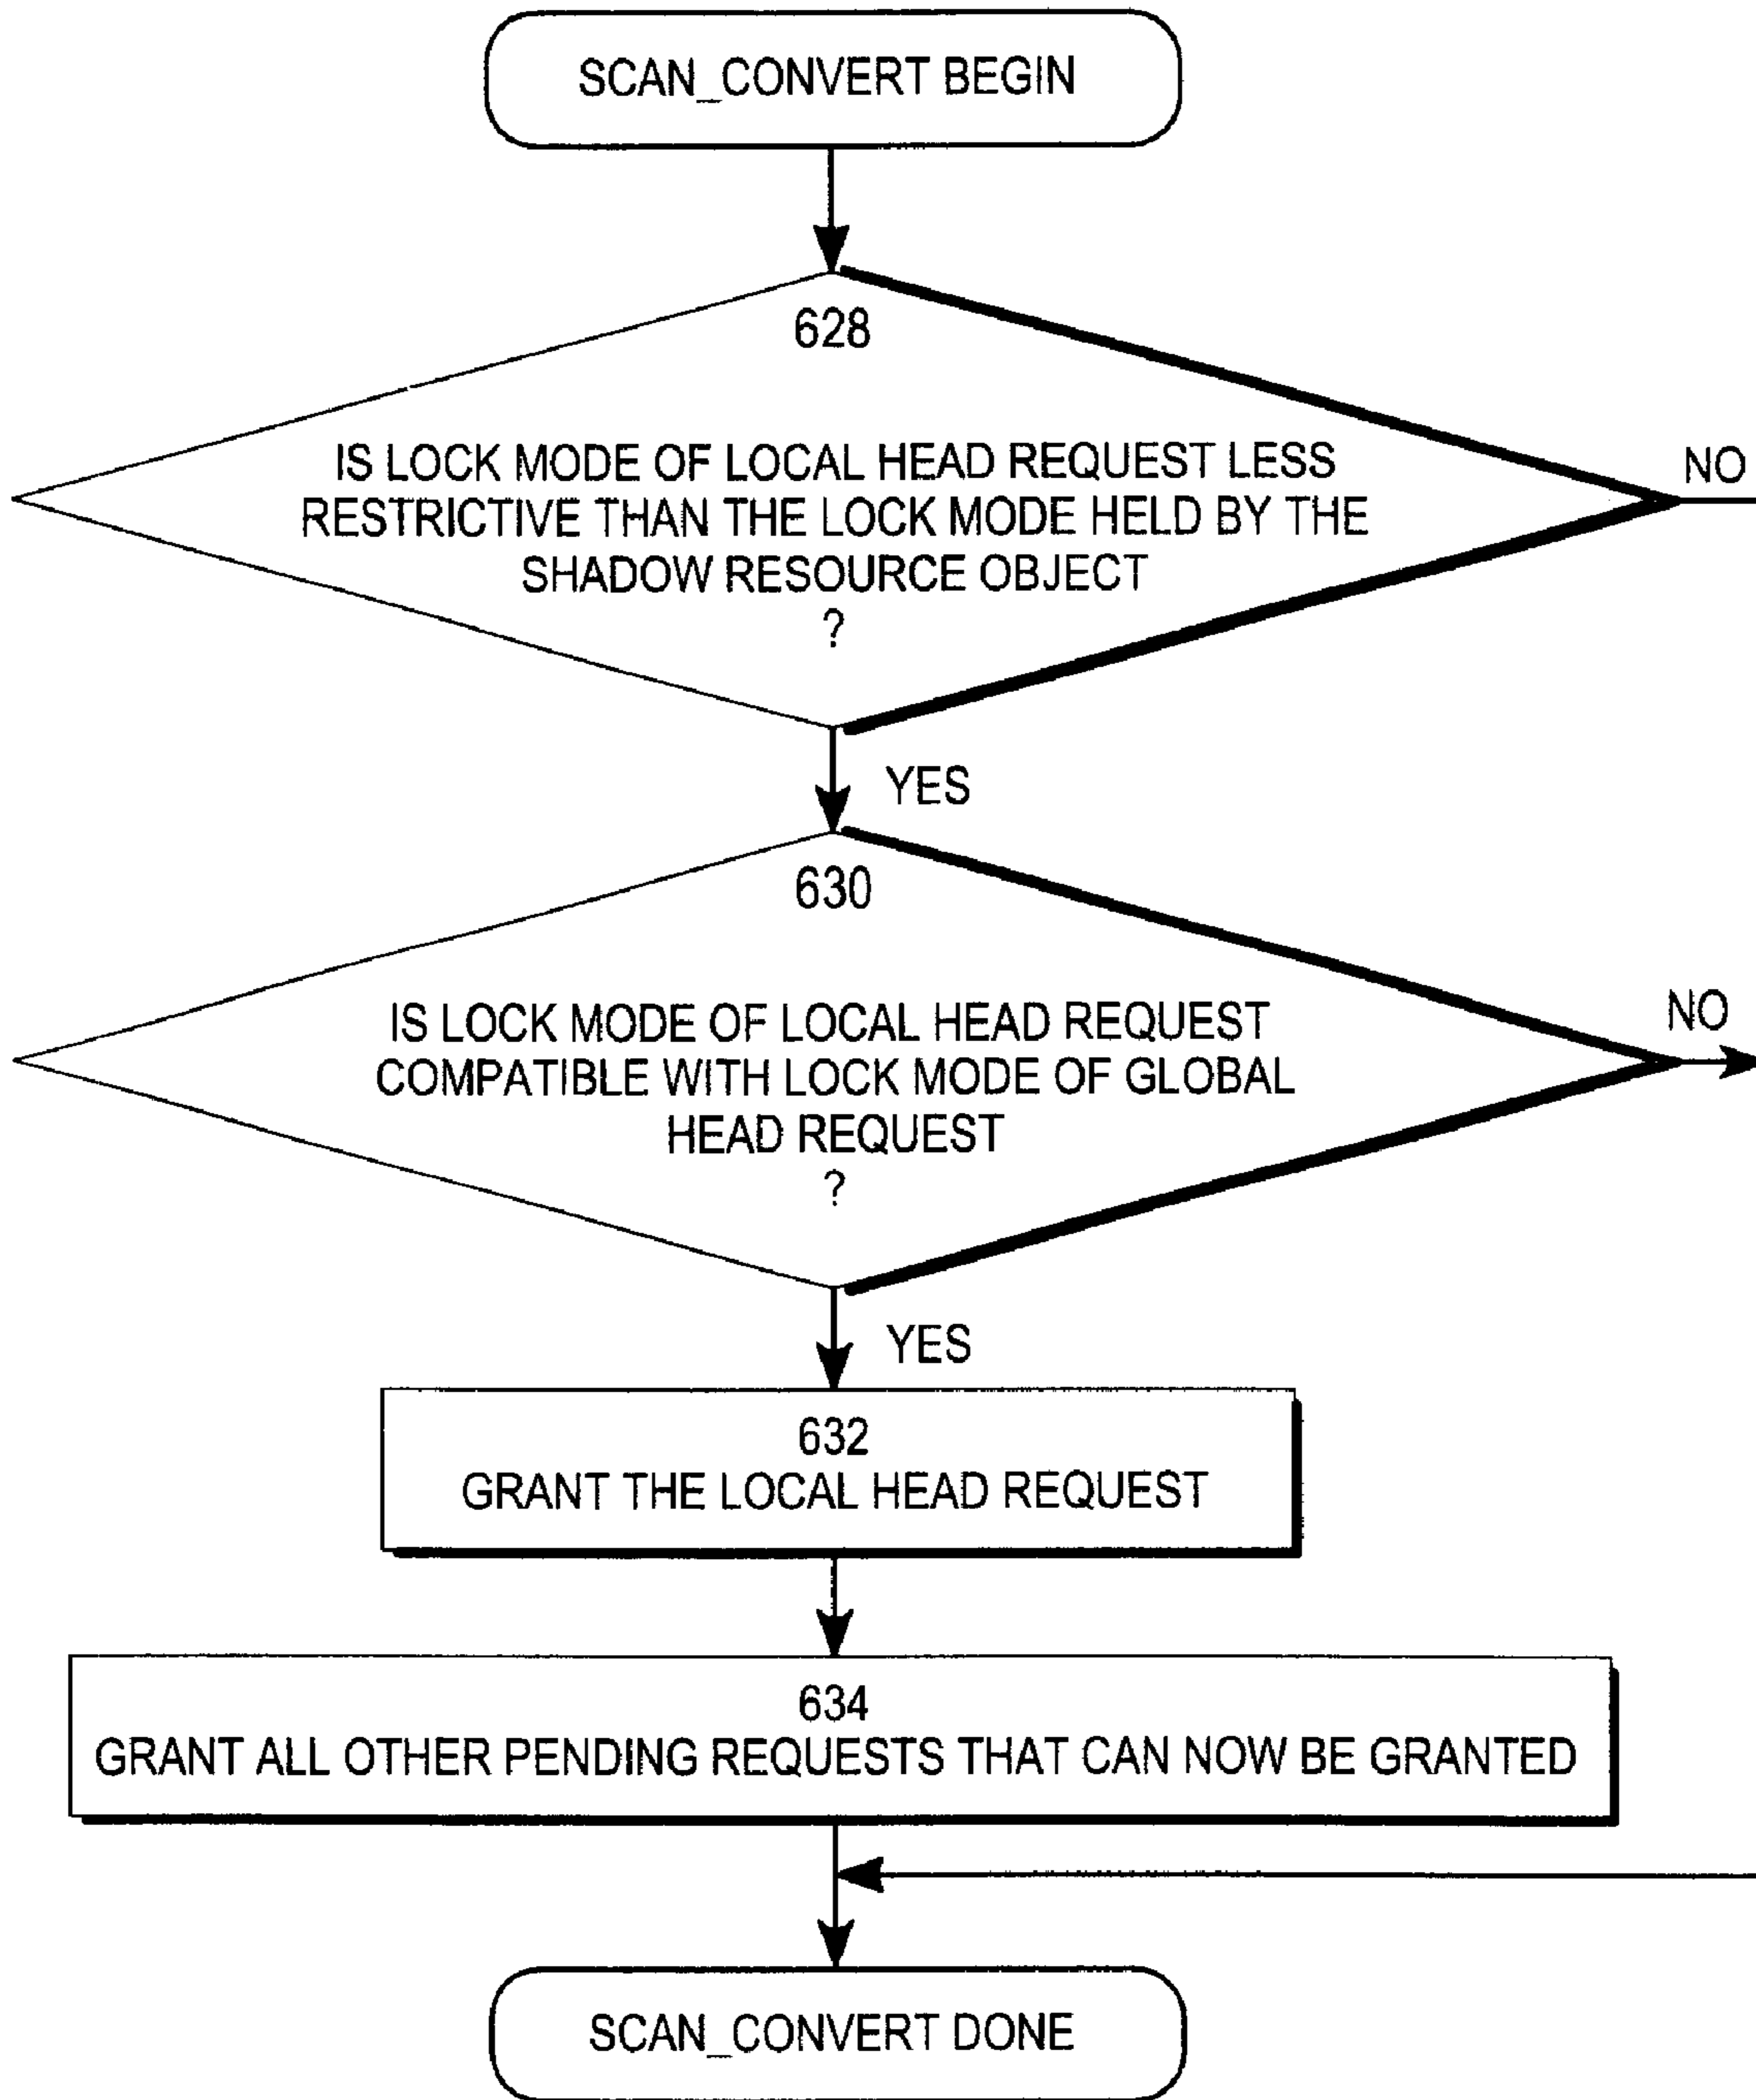 SCAN_CONVERT BEGIN
628
IS LOCK MODE OF LOCAL HEAD REQUEST LESS
RESTRICTIVE THAN THE LOCK MODE HELD BY THE
SHADOW RESOURCE OBJECT
?
NO
YES
630
IS LOCK MODE OF LOCAL HEAD REQUEST
COMPATIBLE WITH LOCK MODE OF GLOBAL
HEAD REQUEST
?
NO
YES
632
GRANT THE LOCAL HEAD REQUEST
634
GRANT ALL OTHER PENDING REQUESTS THAT CAN NOW BE GRANTED
SCAN_CONVERT DONE